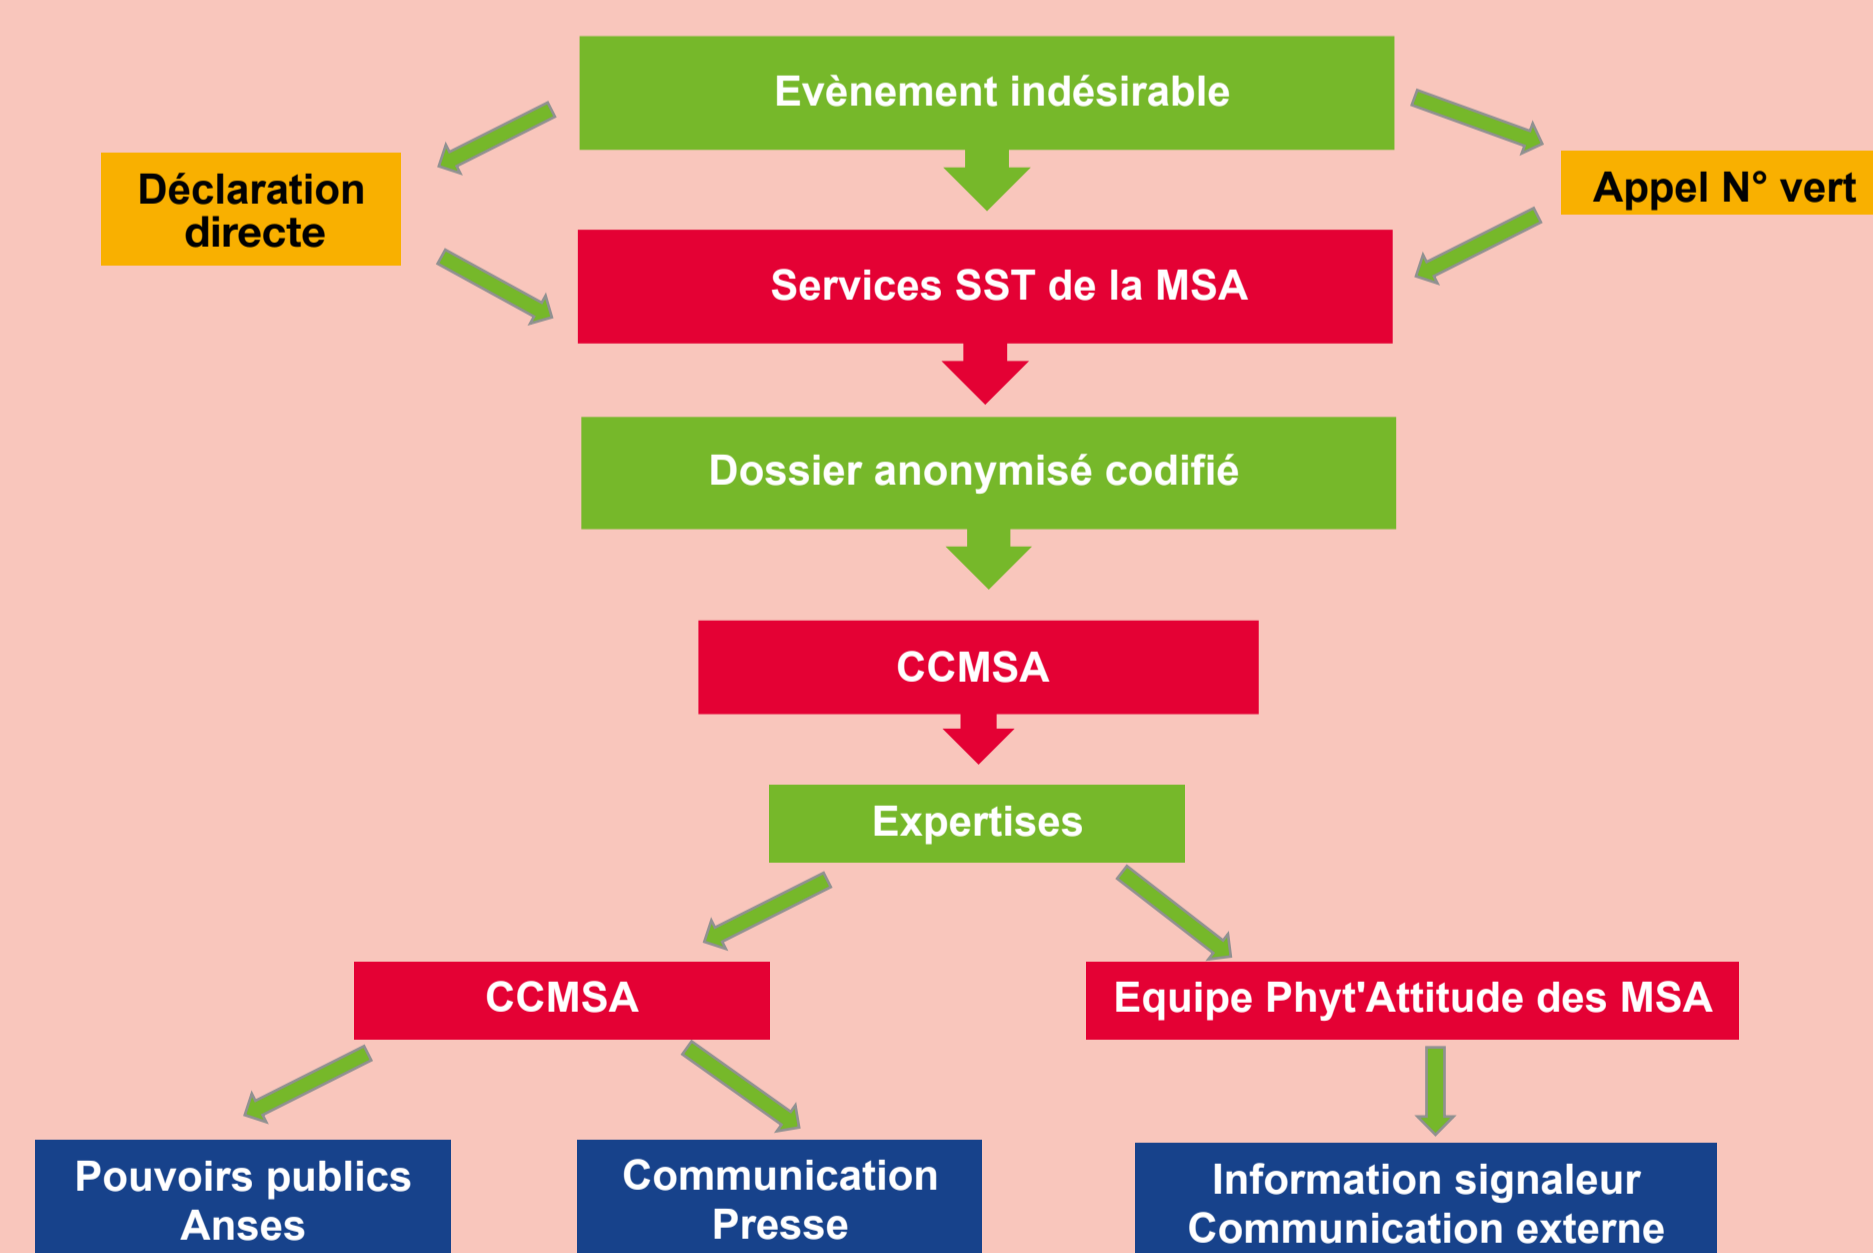 Evènement indésirable
Déclaration
directe
Appel N° vert
Services SST de la MSA
Dossier anonymisé codifié
CCMSA
Expertises
CCMSA
Equipe Phyt'Attitude des MSA
Pouvoirs publics
Anses
Communication
Presse
Information signaleur
Communication externe